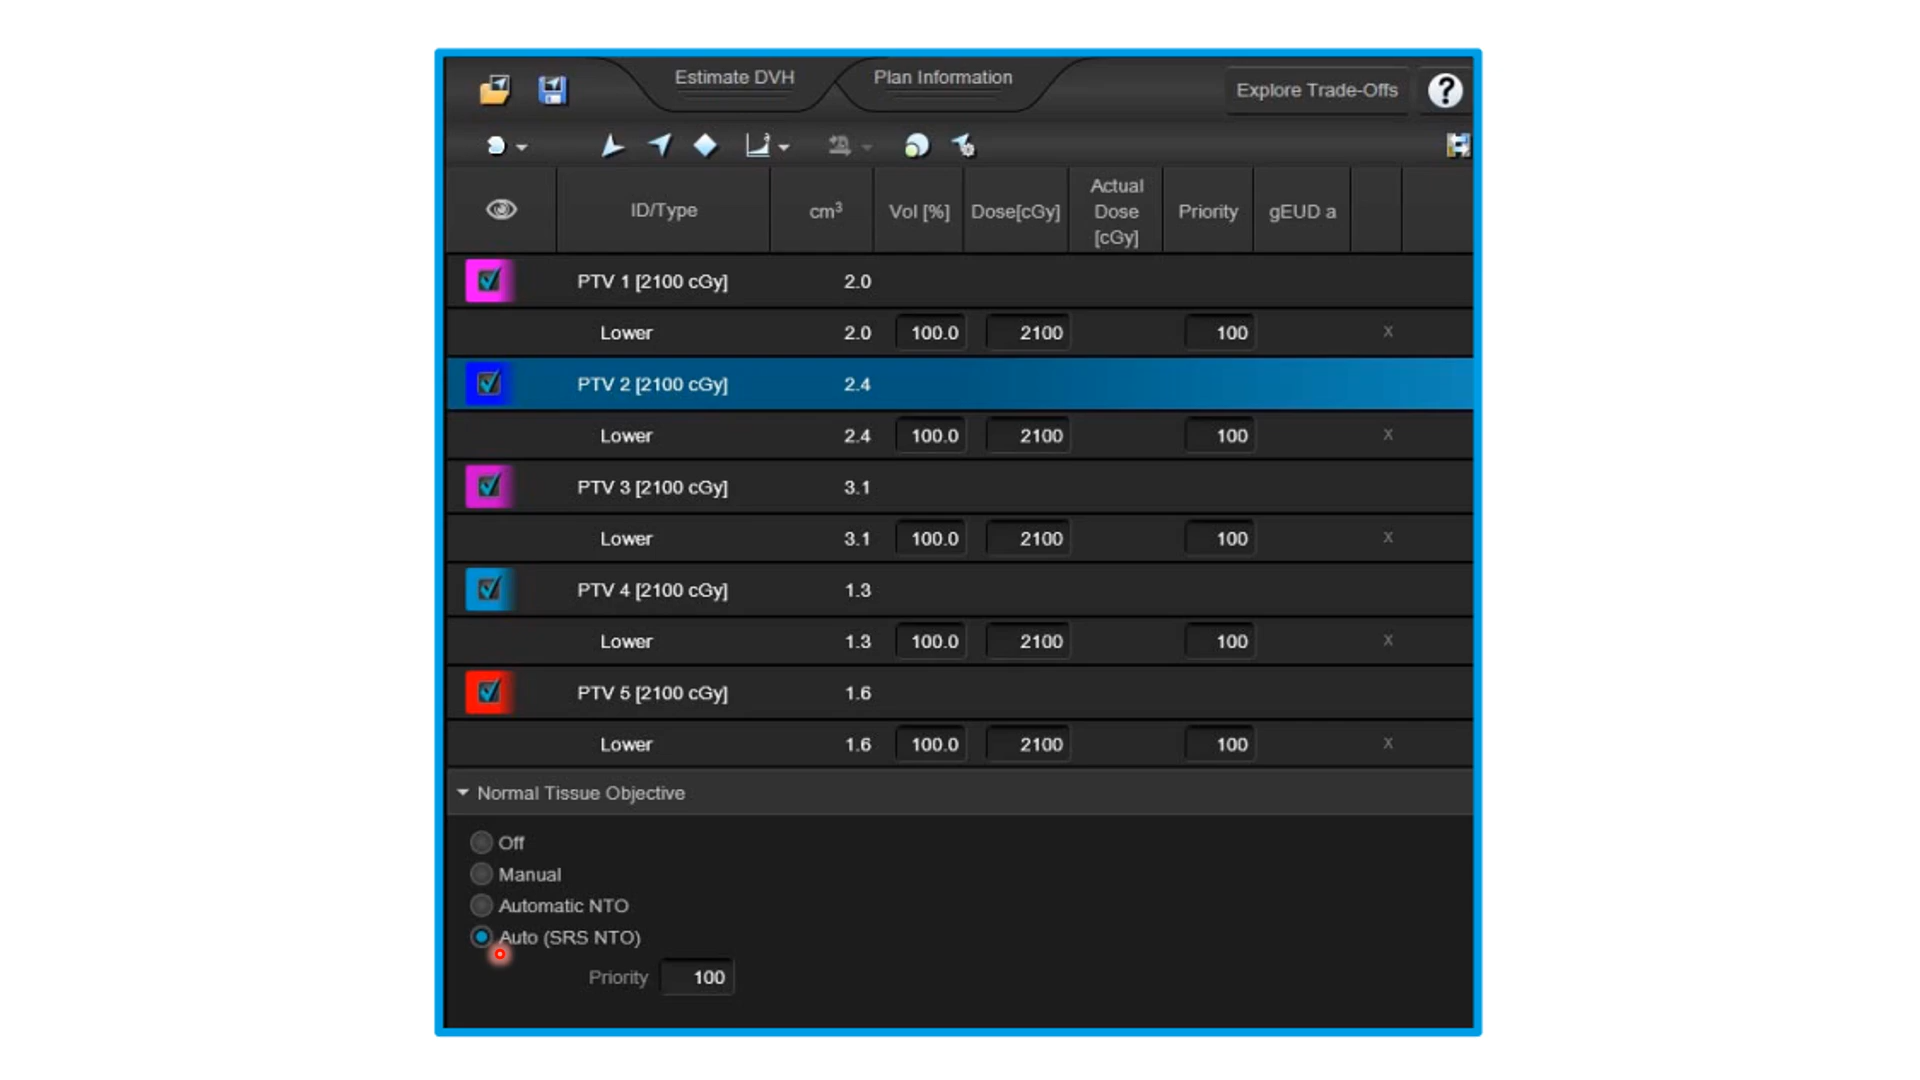 Estimate DVH Plan Information Explore Trade-Offs ?
ID/Type cm³ Vol [%] Dose[cGy] Actual Dose [cGy] Priority gEUD a
PTV 1 [2100 cGy] 2.0
Lower 2.0 100.0 2100 100 X
PTV 2 [2100 cGy] 2.4
Lower 2.4 100.0 2100 100 X
PTV 3 [2100 cGy] 3.1
Lower 3.1 100.0 2100 100 X
PTV 4 [2100 cGy] 1.3
Lower 1.3 100.0 2100 100 X
PTV 5 [2100 cGy] 1.6
Lower 1.6 100.0 2100 100 X
Normal Tissue Objective
Off
Manual
Automatic NTO
Auto (SRS NTO)
Priority 100